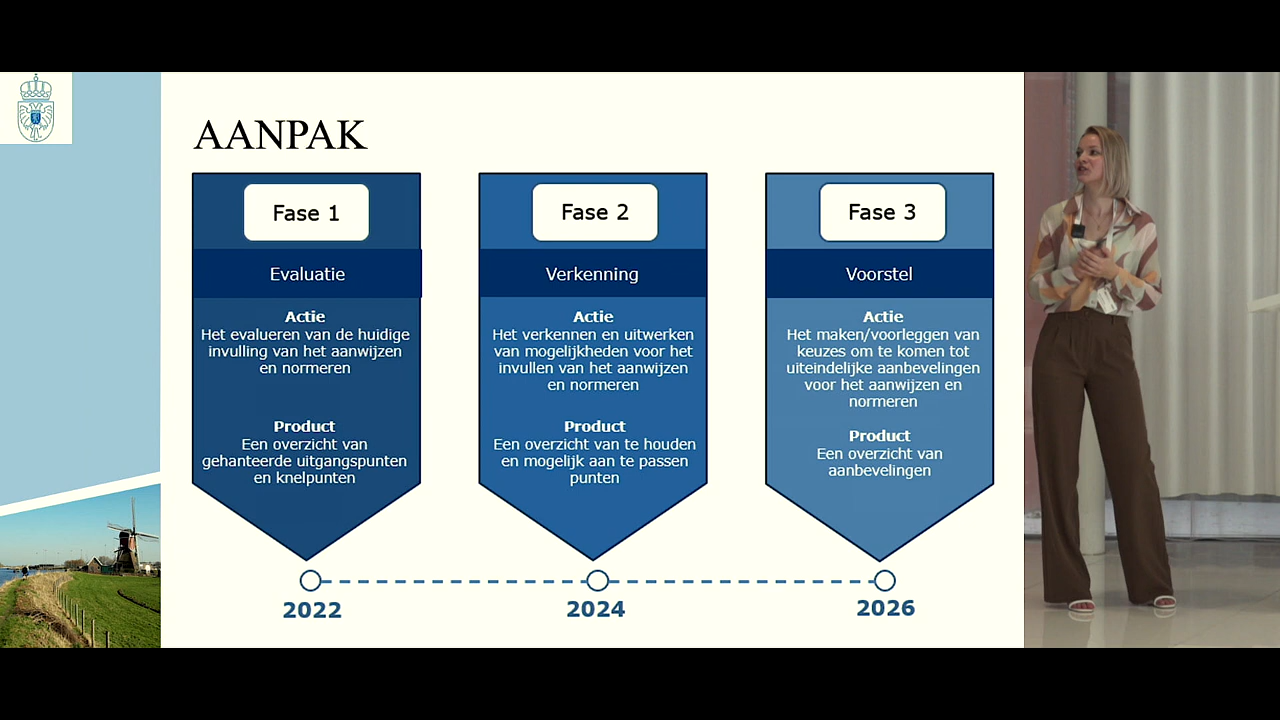 AANPAK
Fase 1
Evaluatie
Actie
Het evalueren van de huidige
invulling van het aanwijzen
en normeren
Product
Een overzicht van
gehanteerde uitgangspunten
en knelpunten
2022
Fase 2
Verkenning
Actie
Het verkennen en uitwerken
van mogelijkheden voor het
invullen van het aanwijzen
en normeren
Product
Een overzicht van te houden
en mogelijk aan te passen
punten
2024
Fase 3
Voorstel
Actie
Het maken/voorleggen van
keuzes om te komen tot
uiteindelijke aanbevelingen
voor het aanwijzen en
normeren
Product
Een overzicht van
aanbevelingen
2026